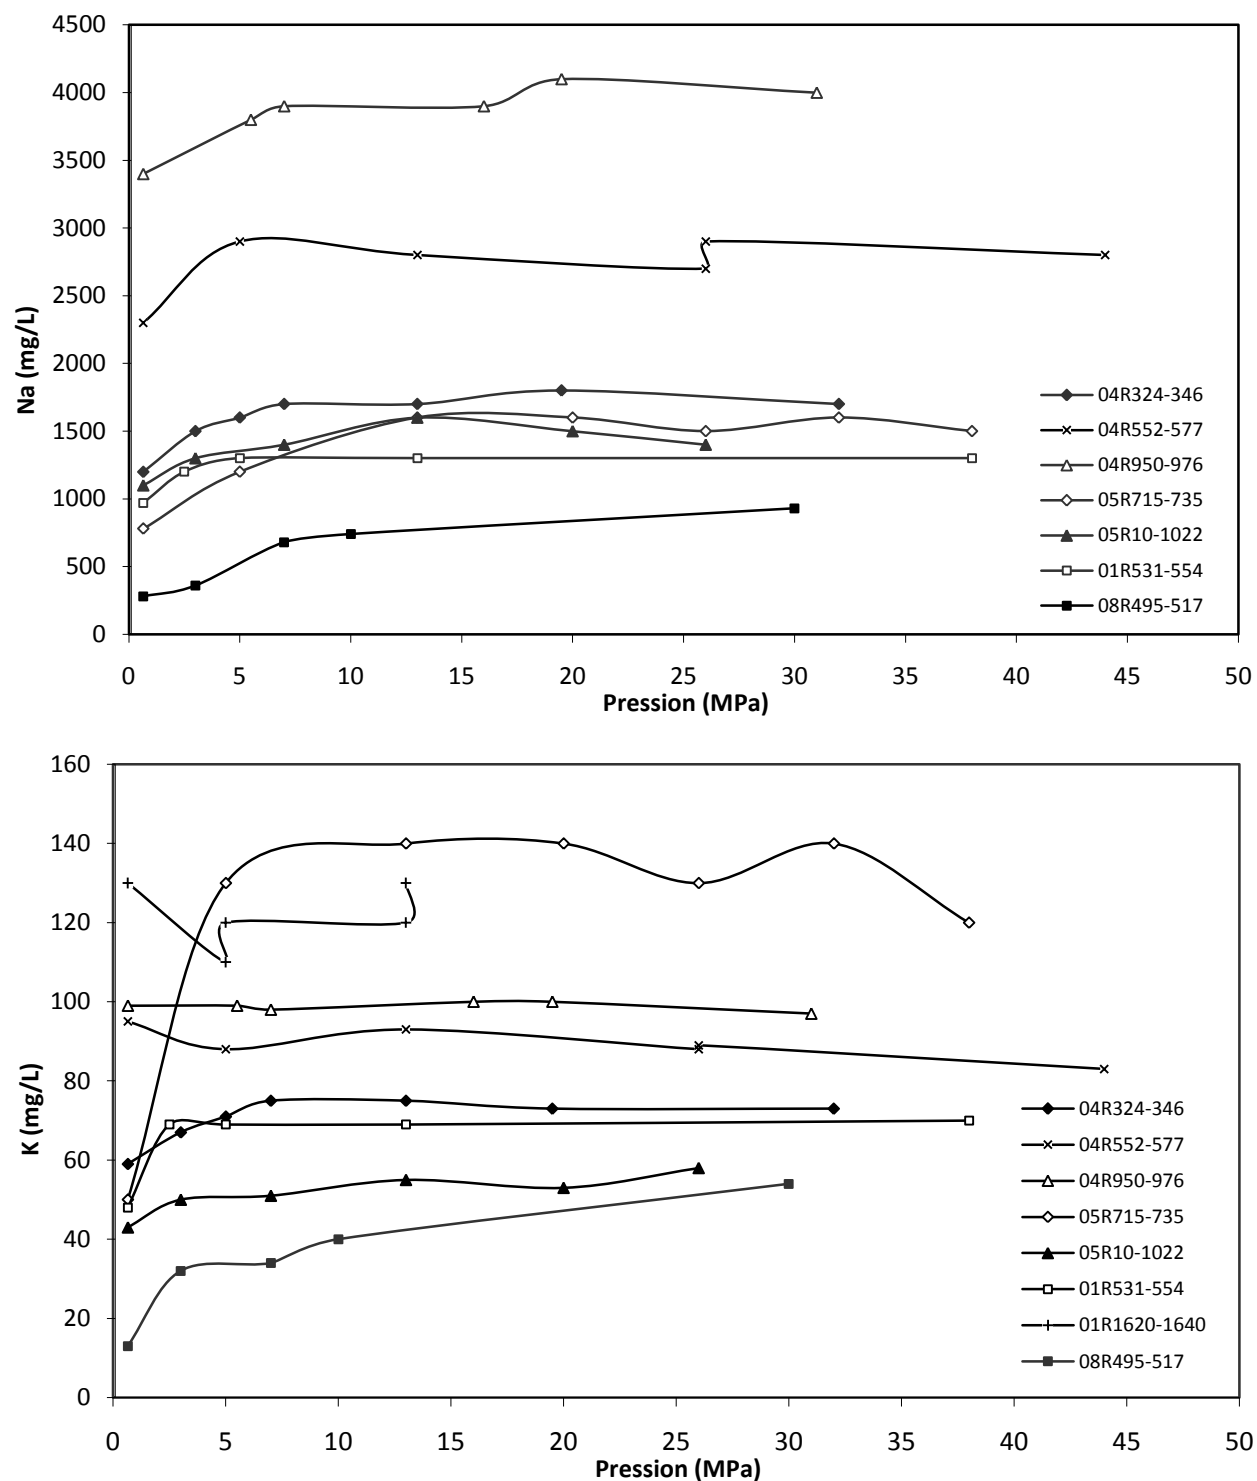 4500
4000
3500
3000
2500
2000
1500
1000
500
0
Na (mg/L)
04R324-346
04R552-577
04R950-976
05R715-735
05R10-1022
01R531-554
08R495-517
0 5 10 15 20 25 30 35 40 45 50
Pression (MPa)
160
140
120
100
80
60
40
20
0
K (mg/L)
04R324-346
04R552-577
04R950-976
05R715-735
05R10-1022
01R531-554
01R1620-1640
08R495-517
0 5 10 15 20 25 30 35 40 45 50
Pression (MPa)